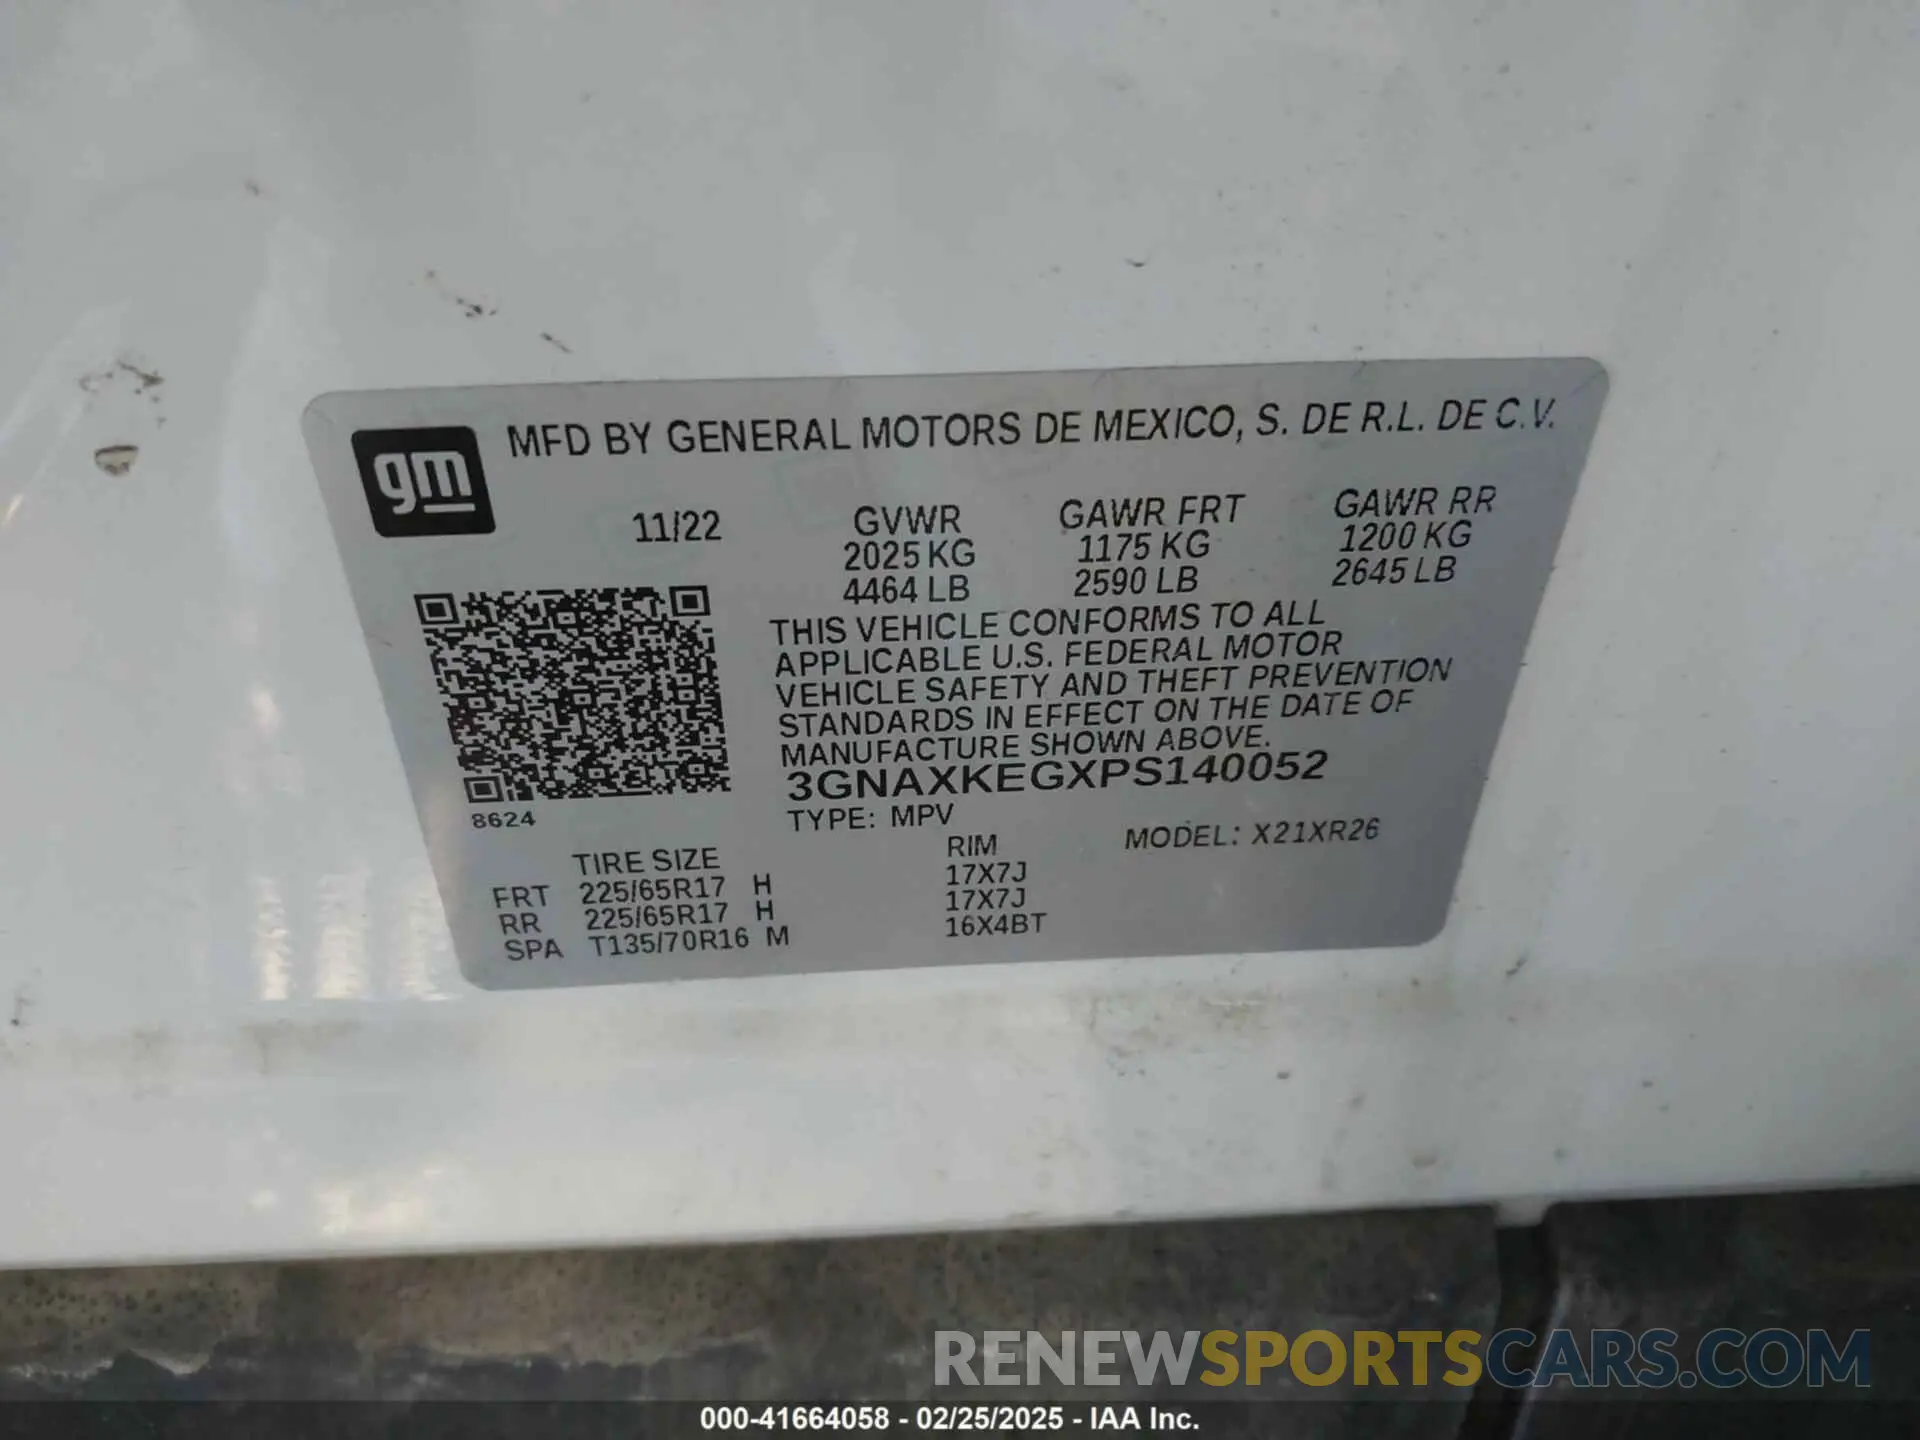 gm MFD BY GENERAL MOTORS DE MEXICO, S. DE R.L. DE C.V.
11/22 GVWR GAWR FRT GAWR RR
2025 KG 1175 KG 1200 KG
4464 LB 2590 LB 2645 LB
THIS VEHICLE CONFORMS TO ALL
APPLICABLE U.S. FEDERAL MOTOR
VEHICLE SAFETY AND THEFT PREVENTION
STANDARDS IN EFFECT ON THE DATE OF
MANUFACTURE SHOWN ABOVE.
3GNAXKEGXPS140052
8624 TYPE: MPV MODEL: X21XR26
TIRE SIZE RIM
FRT 225/65R17 H 17X7J
RR 225/65R17 H 17X7J
SPA T135/70R16 M 16X4BT
RENEWSPORTSCARS.COM
000-41664058 - 02/25/2025 - IAA Inc.